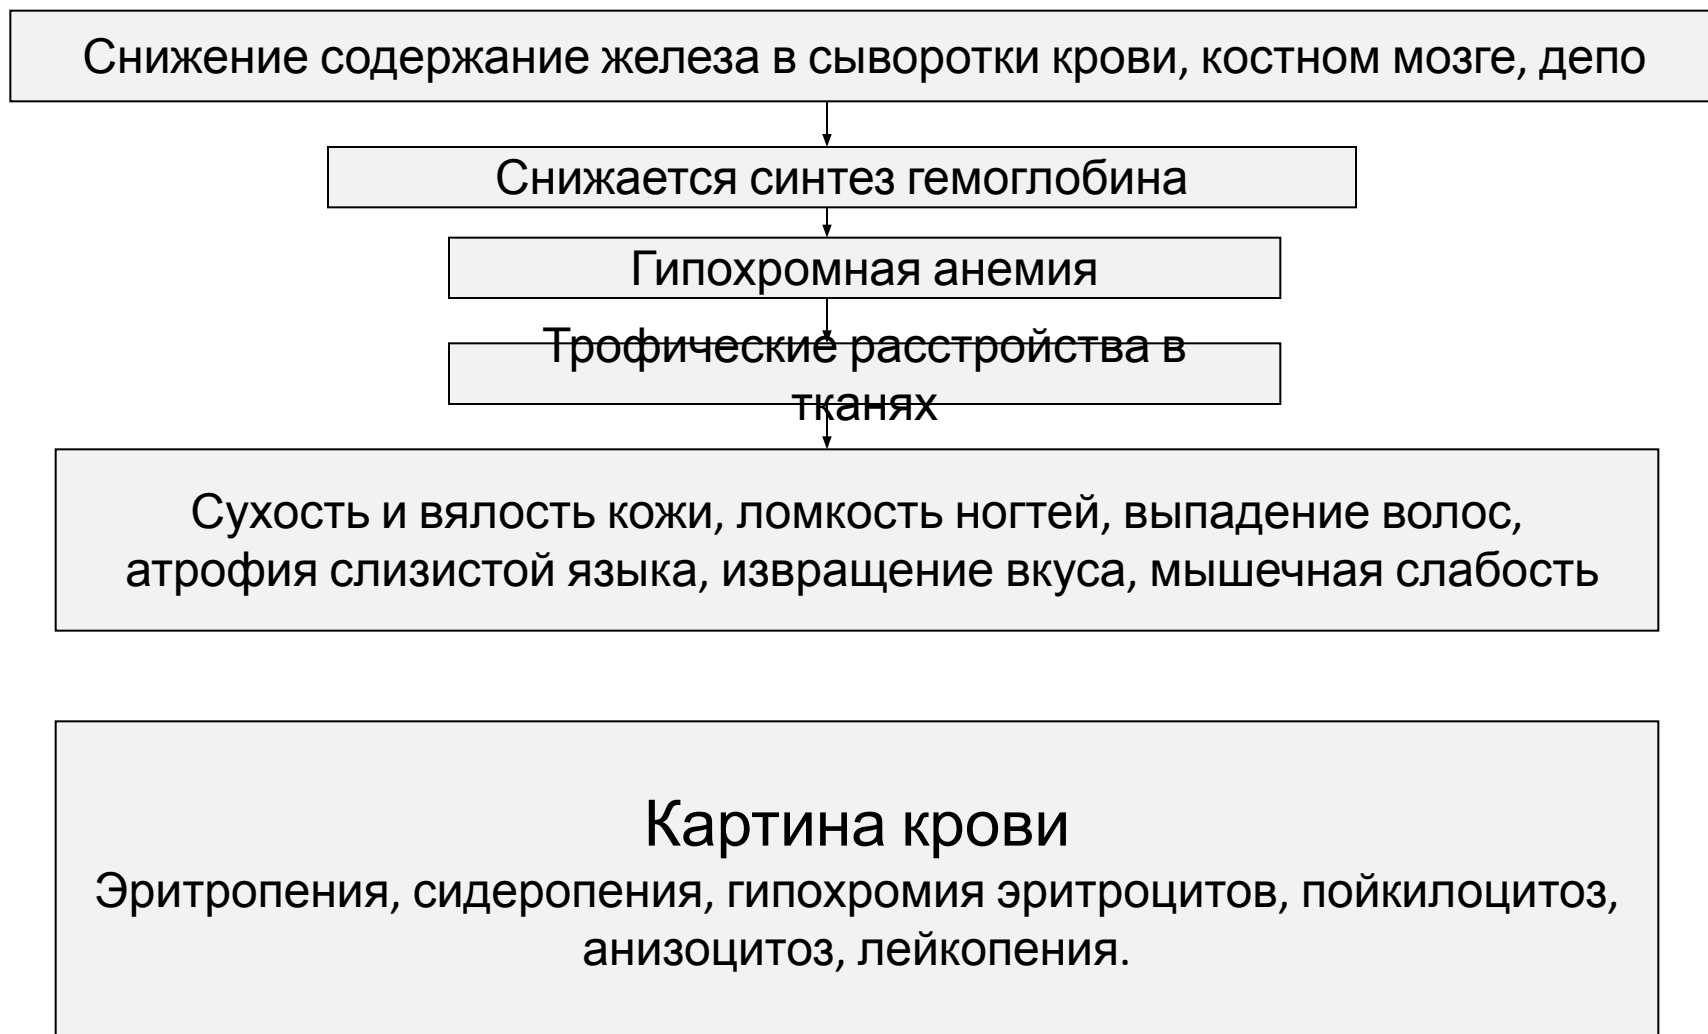 Снижение содержание железа в сыворотки крови, костном мозге, депо
Снижается синтез гемоглобина
Гипохромная анемия
Трофические расстройства в
тканях
Сухость и вялость кожи, ломкость ногтей, выпадение волос,
атрофия слизистой языка, извращение вкуса, мышечная слабость
Картина крови
Эритропения, сидеропения, гипохромия эритроцитов, пойкилоцитоз,
анизоцитоз, лейкопения.